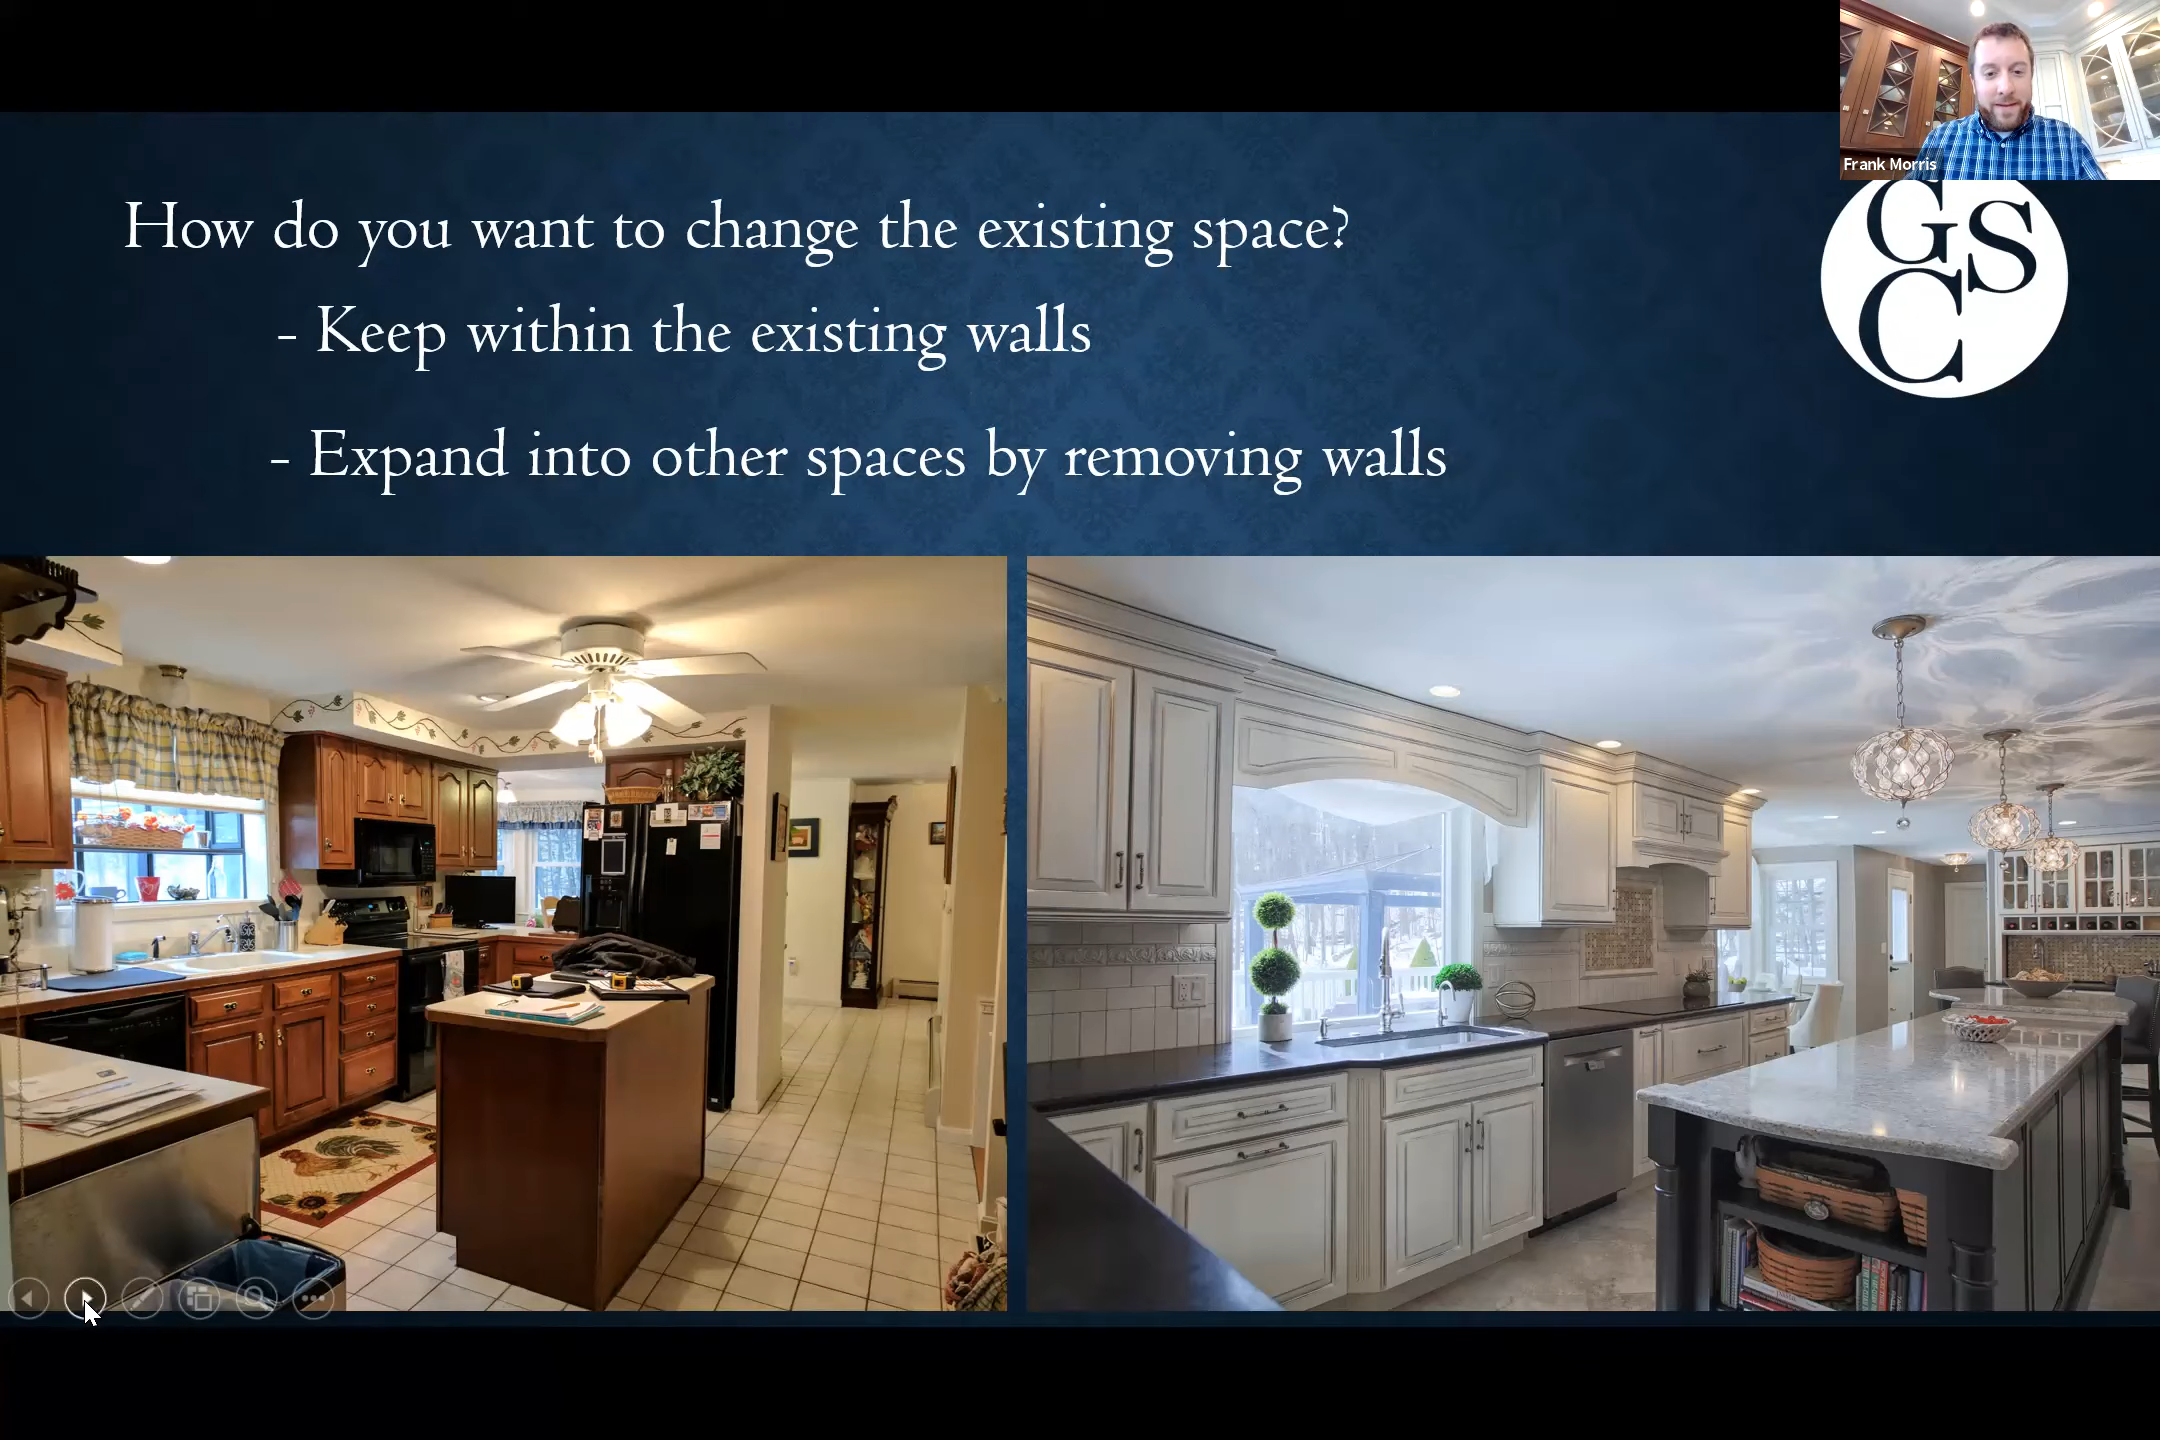 Frank Morris
GSC
How do you want to change the existing space?
- Keep within the existing walls
- Expand into other spaces by removing walls